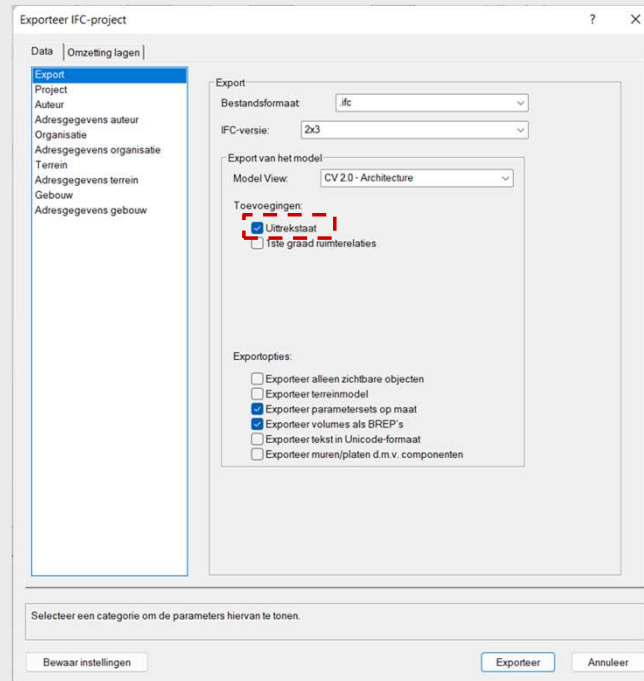 Exporteer IFC-project
? X
Data Omzetting lagen
Export
Project
Auteur
Adresgegevens auteur
Organisatie
Adresgegevens organisatie
Terrein
Adresgegevens terrein
Gebouw
Adresgegevens gebouw
Export
Bestandsformaat: .ifc
IFC-versie: 2x3
Export van het model
Model View: CV 2.0 - Architecture
Toevoegingen:
Uittrekstaat
1ste graad ruimterelaties
Exportopties:
Exporteer alleen zichtbare objecten
Exporteer terreinmodel
Exporteer parametersets op maat
Exporteer volumes als BREP's
Exporteer tekst in Unicode-formaat
Exporteer muren/platen d.m.v. componenten
Selecteer een categorie om de parameters hiervan te tonen.
Bewaar instellingen Exporteer Annuleer